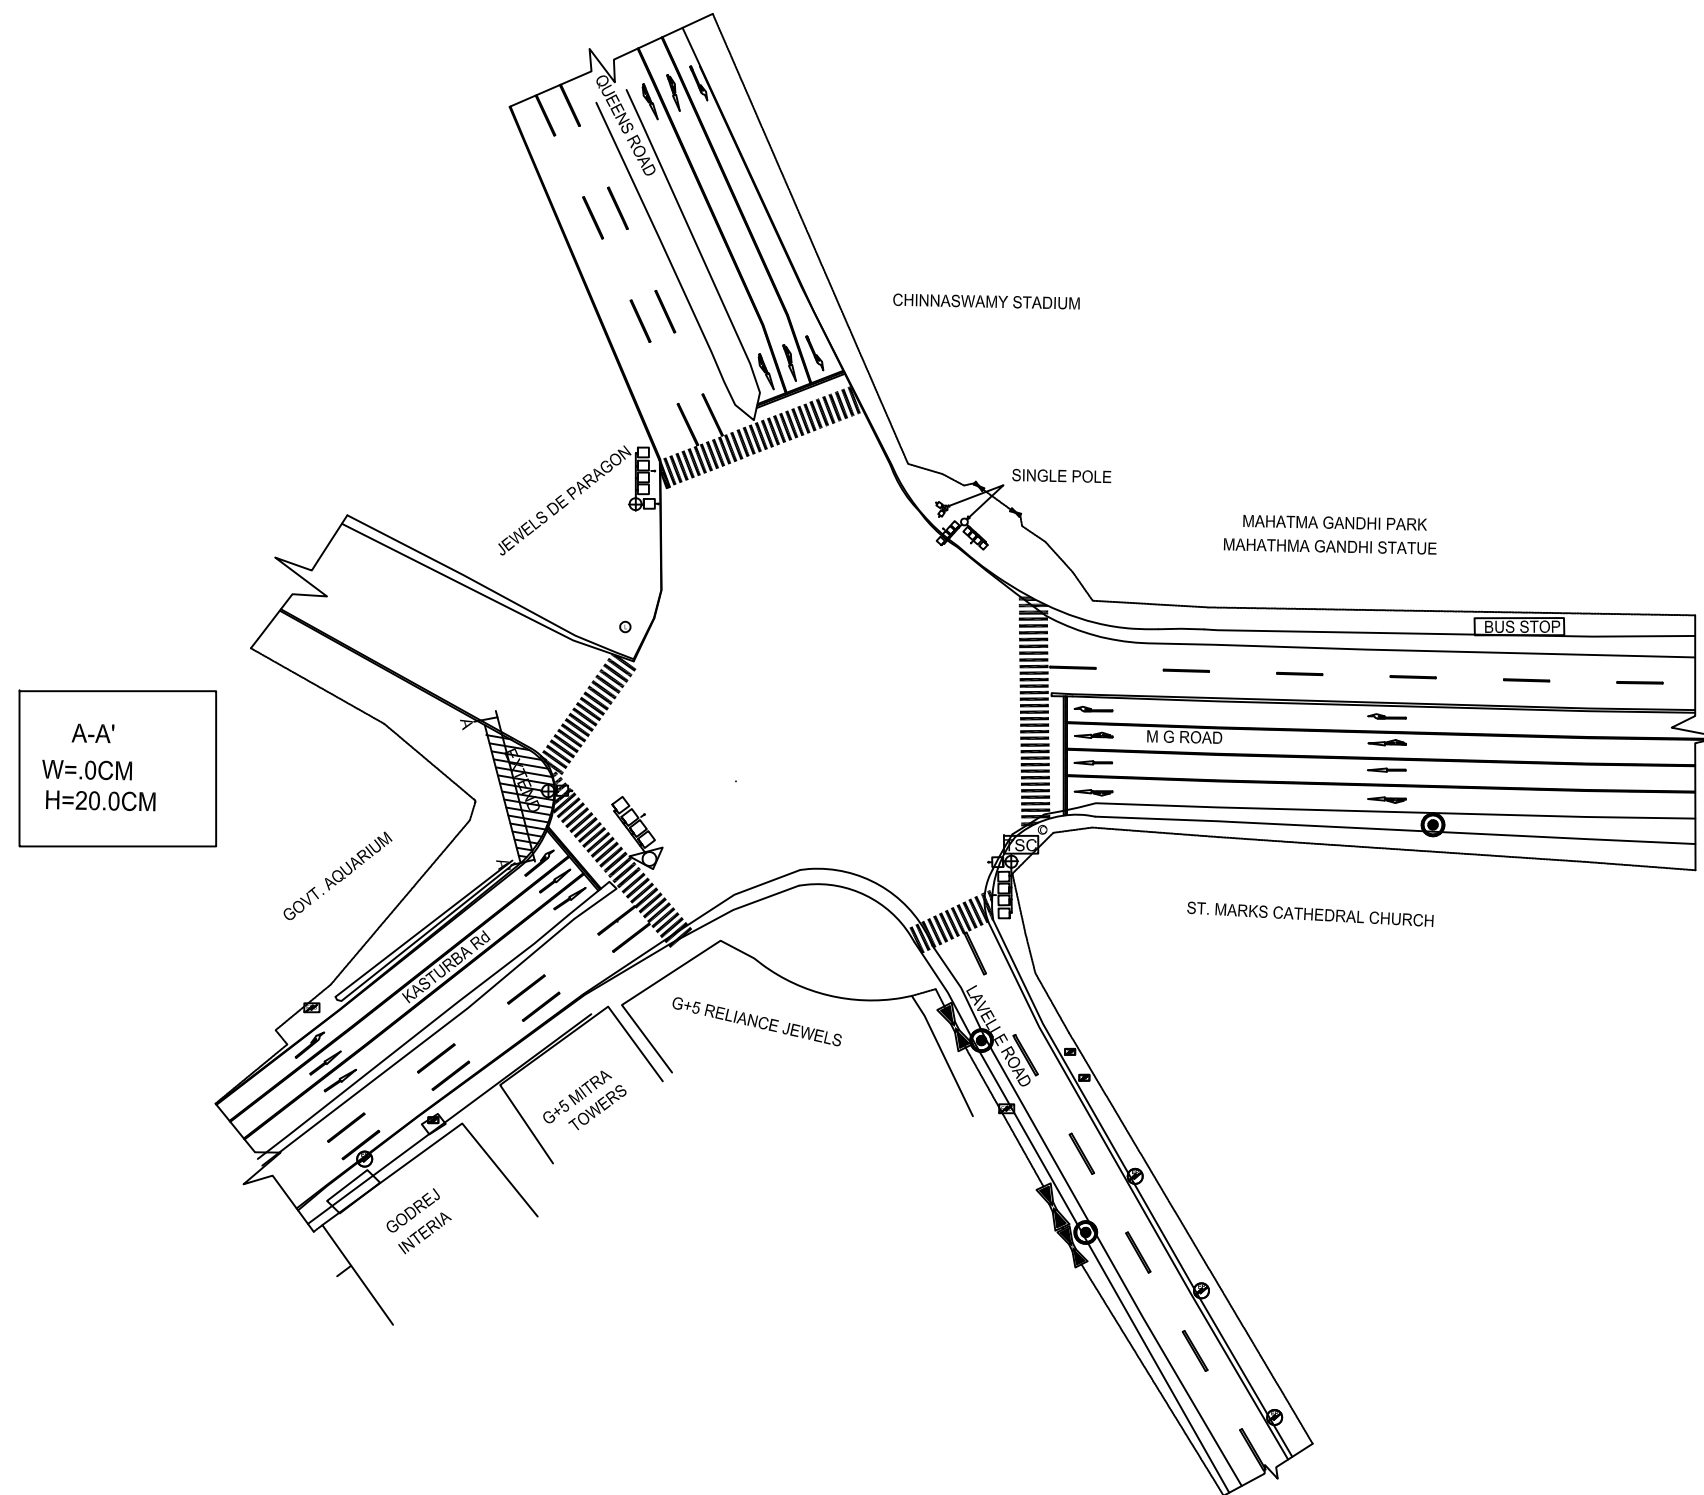 QUEENS ROAD
CHINNASWAMY STADIUM
JEWELS DE PARAGON
SINGLE POLE
MAHATMA GANDHI PARK
MAHATHMA GANDHI STATUE
BUS STOP
A-A'
W=.0CM
H=20.0CM
A'
EXTEND
A
M G ROAD
TSC
GOVT. AQUARIUM
ST. MARKS CATHEDRAL CHURCH
KASTURBA Rd
G+5 RELIANCE JEWELS
LAVELLE ROAD
G+5 MITRA
TOWERS
GODREJ
INTERIA